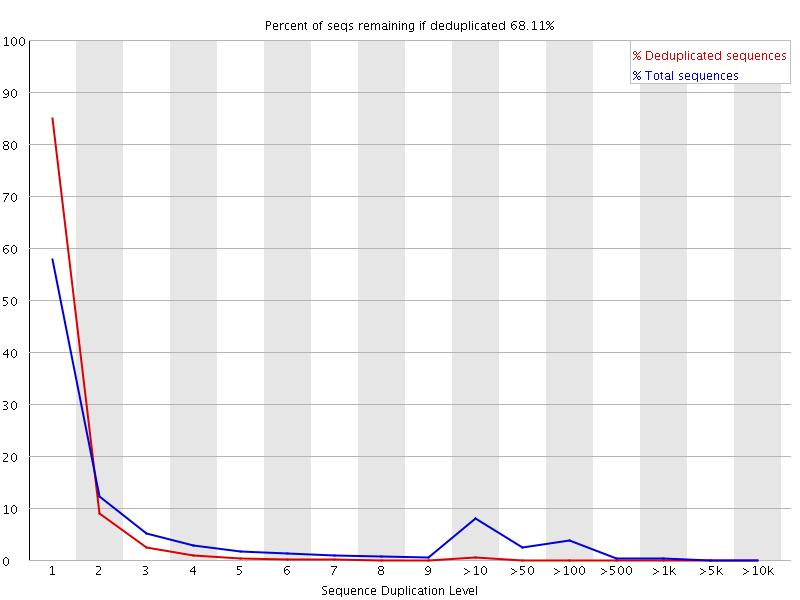 Percent of seqs remaining if deduplicated 68.11%
% Deduplicated sequences
% Total sequences
100
90
80
70
60
50
40
30
20
10
0
1 2 3 4 5 6 7 8 9 >10 >50 >100 >500 >1k >5k >10k
Sequence Duplication Level